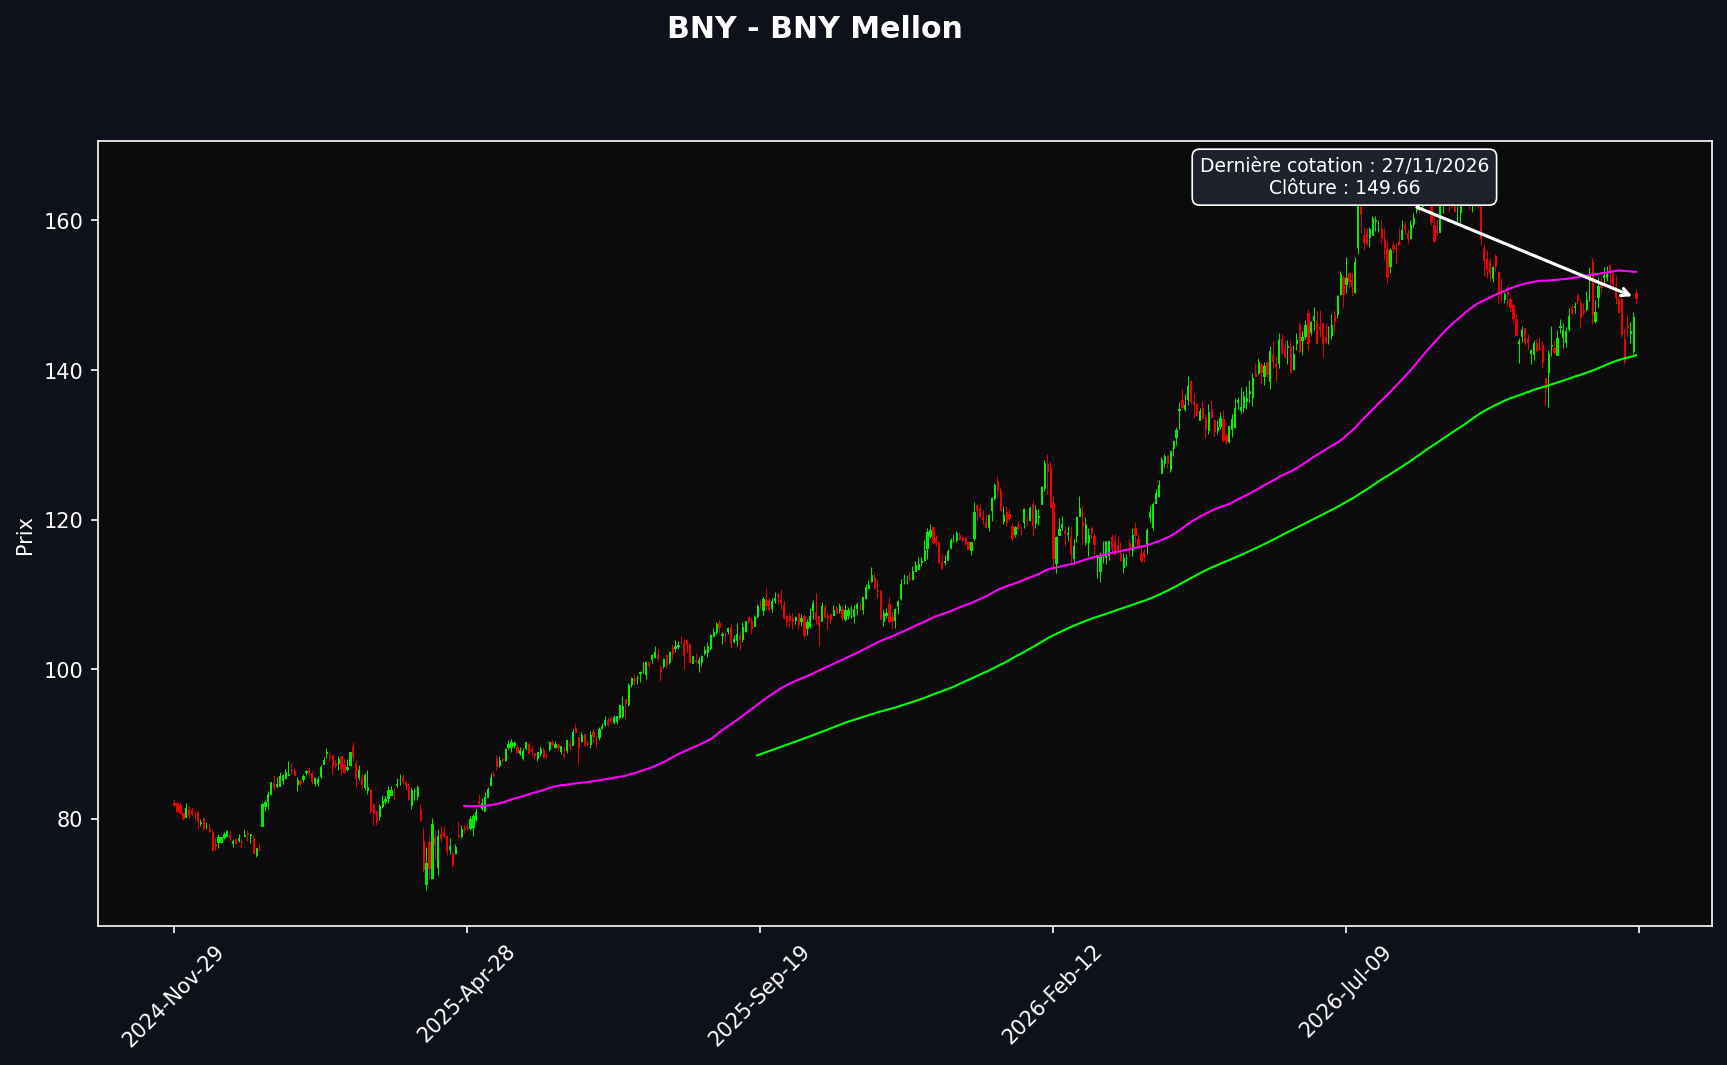 BNY - BNY Mellon
Dernière cotation : 27/11/2026
Clôture : 149.66
Prix
160
140
120
100
80
2024-Nov-29
2025-Apr-28
2025-Sep-19
2026-Feb-12
2026-Jul-09